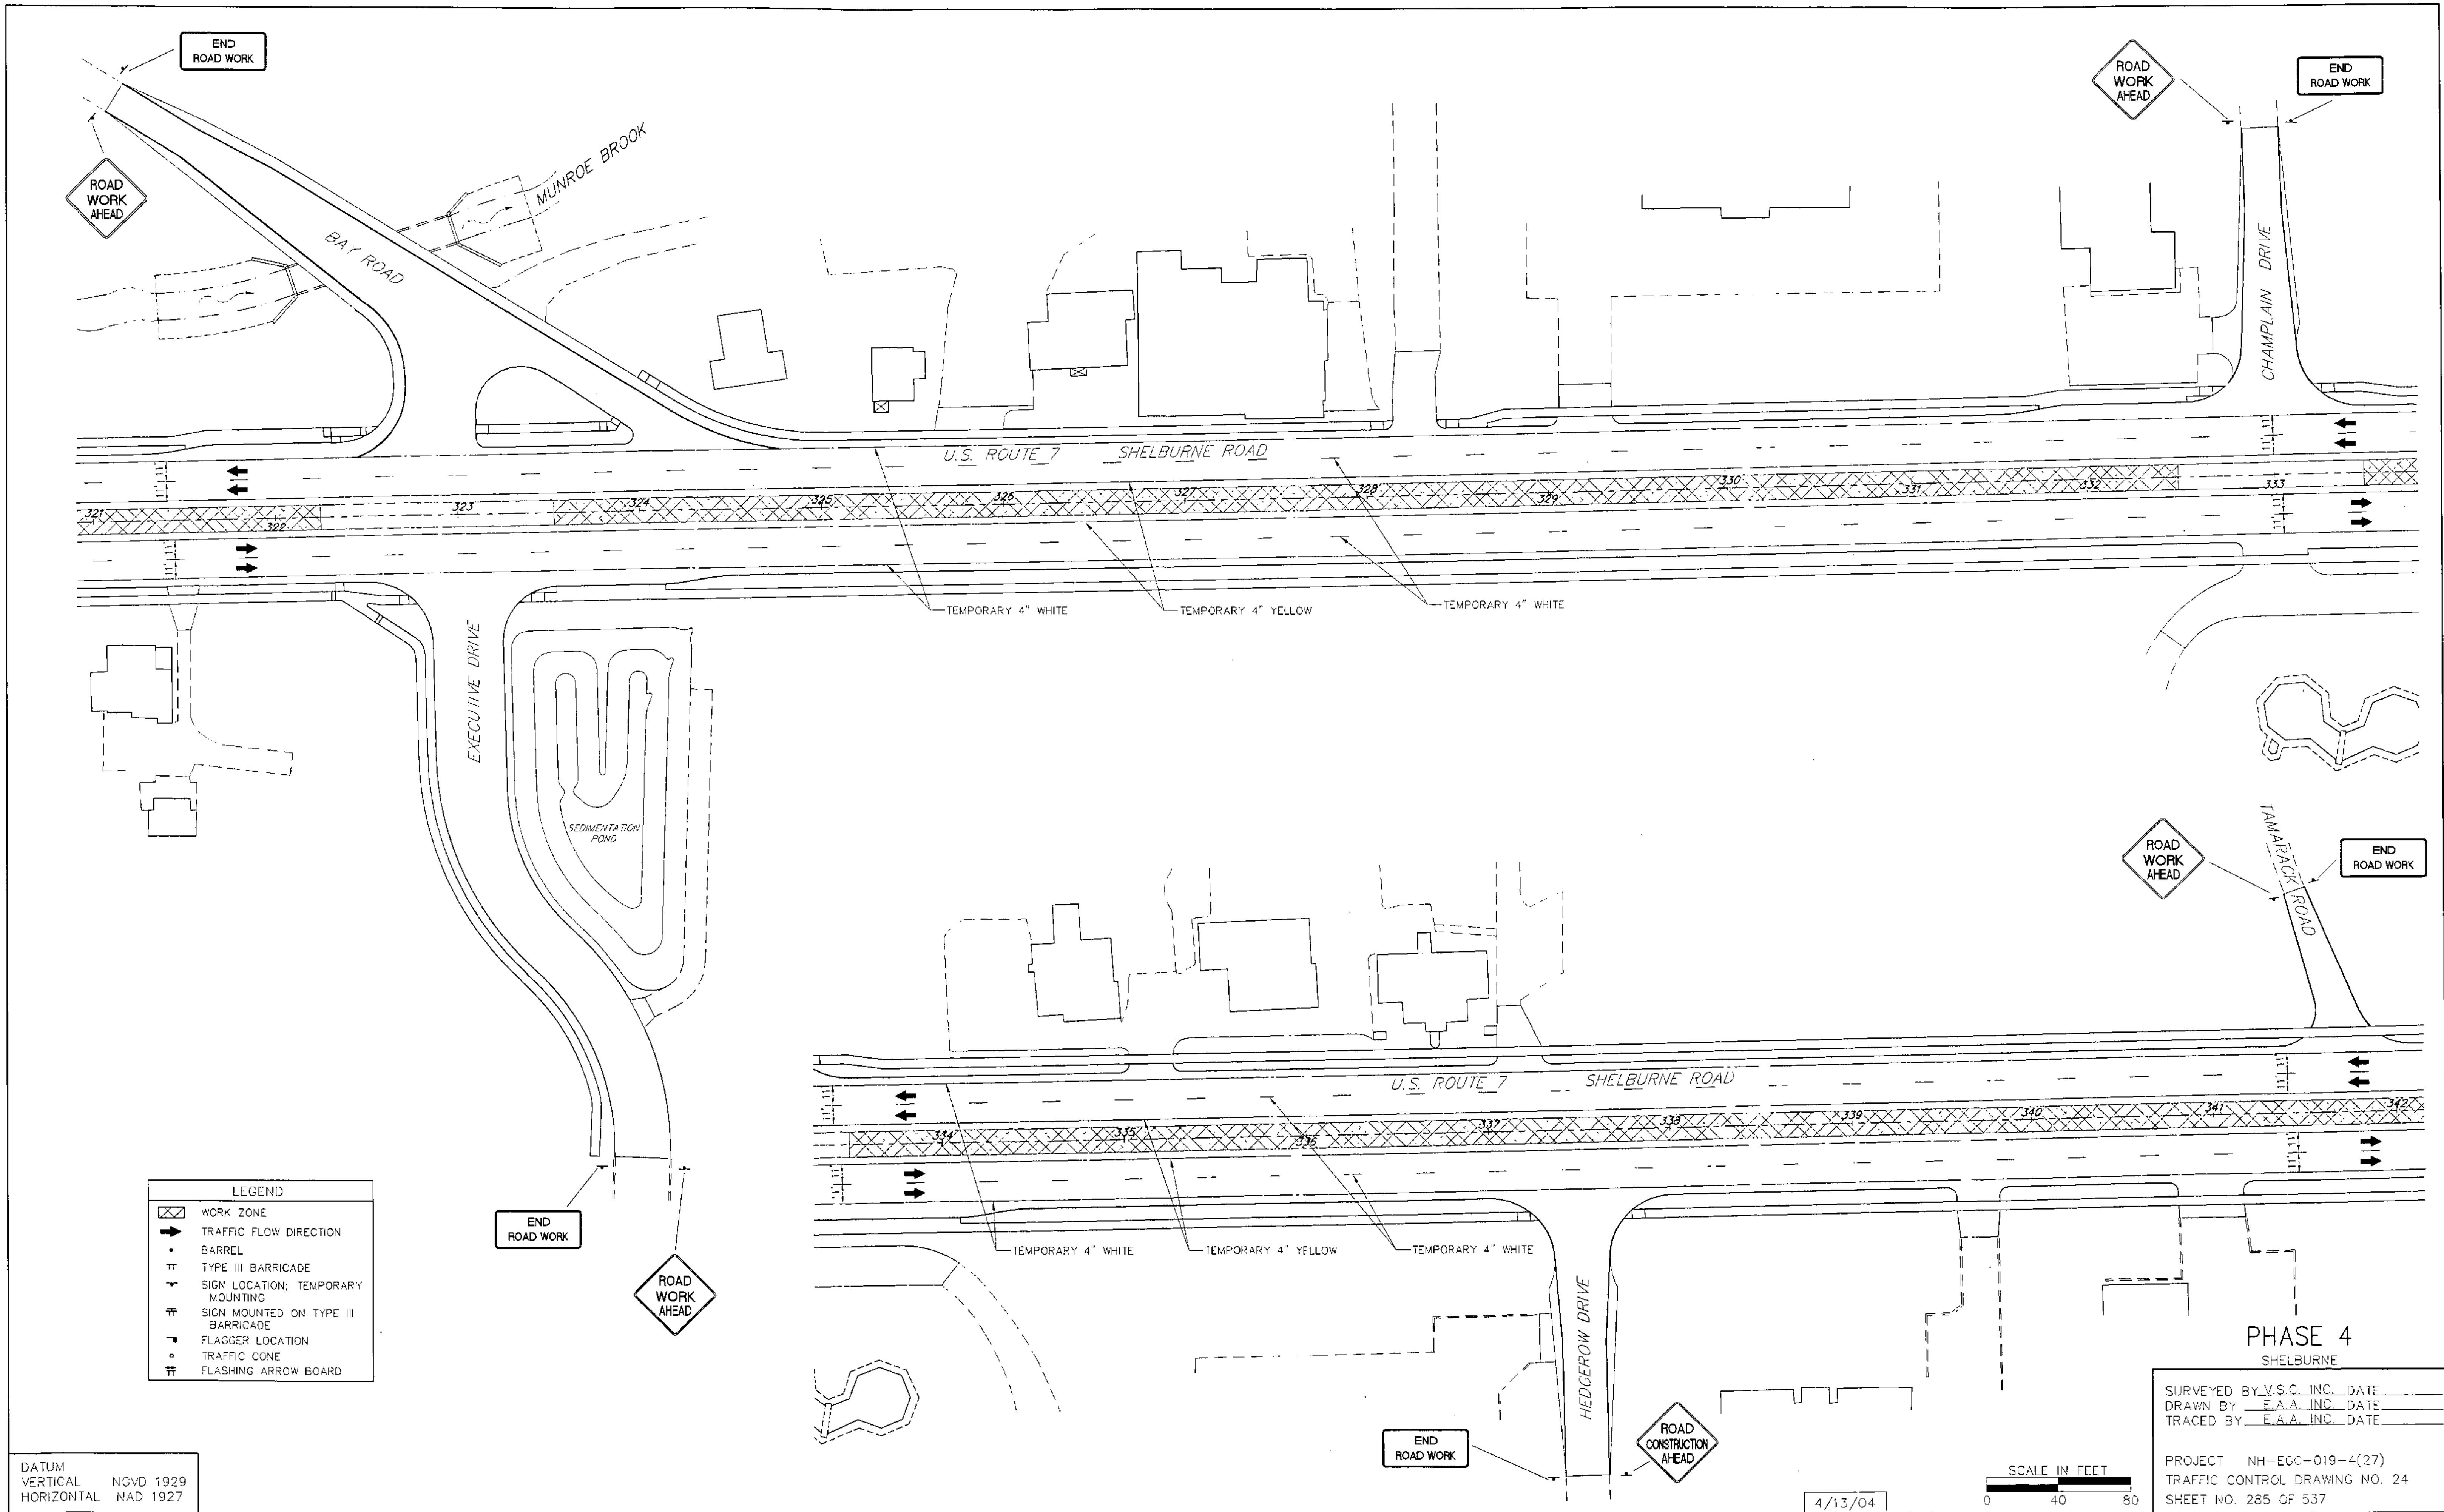 END
ROAD WORK
ROAD
WORK
AHEAD
MUNROE BROOK
BAY ROAD
ROAD
WORK
AHEAD
END
ROAD WORK
CHAMPLAIN DRIVE
U.S. ROUTE 7 SHELBURNE ROAD
321 322 323 324 325 326 327 328 329 330 331 332 333
TEMPORARY 4" WHITE
TEMPORARY 4" YELLOW
TEMPORARY 4" WHITE
EXECUTIVE DRIVE
SEDIMENTATION
POND
END
ROAD WORK
ROAD
WORK
AHEAD
ROAD
WORK
AHEAD
END
ROAD WORK
TAMARACK ROAD
U.S. ROUTE 7 SHELBURNE ROAD
334 335 336 337 338 339 340 341 342
TEMPORARY 4" WHITE
TEMPORARY 4" YELLOW
TEMPORARY 4" WHITE
HEDGEROW DRIVE
END
ROAD WORK
ROAD
CONSTRUCTION
AHEAD
LEGEND
WORK ZONE
TRAFFIC FLOW DIRECTION
BARREL
TYPE III BARRICADE
SIGN LOCATION; TEMPORARY
MOUNTING
SIGN MOUNTED ON TYPE III
BARRICADE
FLAGGER LOCATION
TRAFFIC CONE
FLASHING ARROW BOARD
DATUM
VERTICAL NGVD 1929
HORIZONTAL NAD 1927
PHASE 4
SHELBURNE
SURVEYED BY V.S.C. INC. DATE
DRAWN BY E.A.A. INC. DATE
TRACED BY E.A.A. INC. DATE
PROJECT NH-EGC-019-4(27)
TRAFFIC CONTROL DRAWING NO. 24
SHEET NO. 285 OF 537
SCALE IN FEET
0 40 80
4/13/04